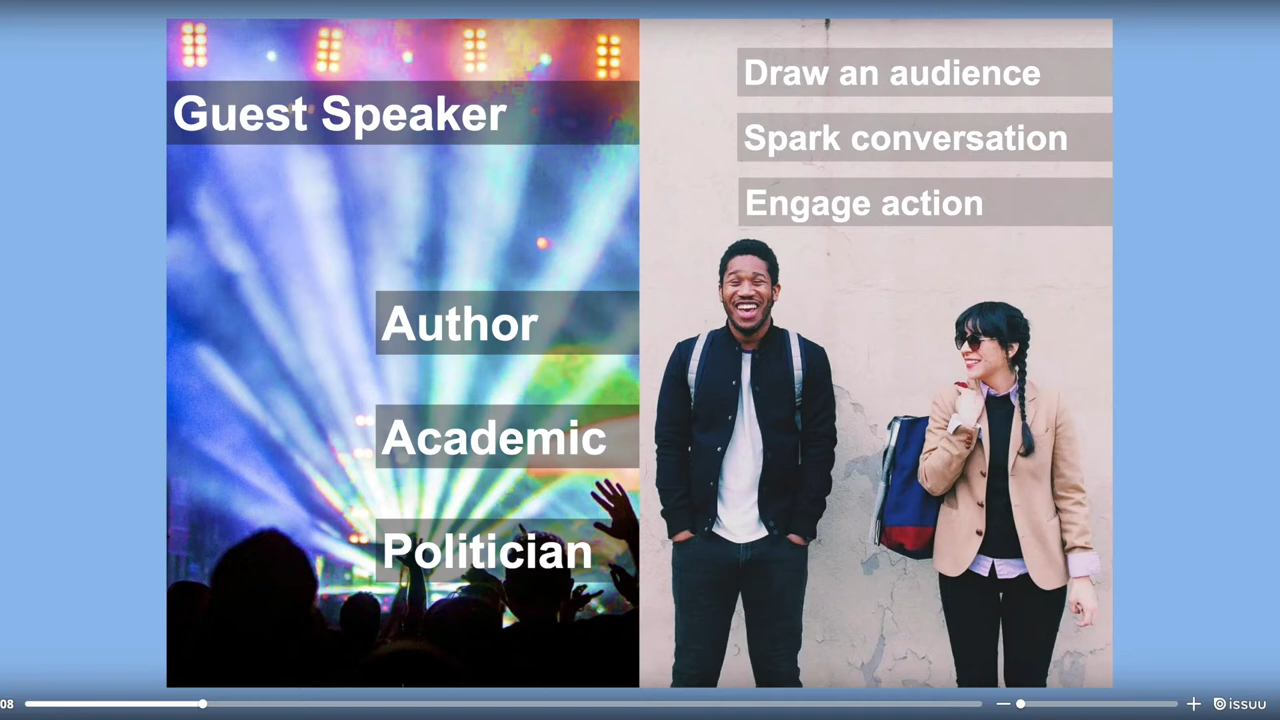 Guest Speaker
Author
Academic
Politician
Draw an audience
Spark conversation
Engage action
08
issuu